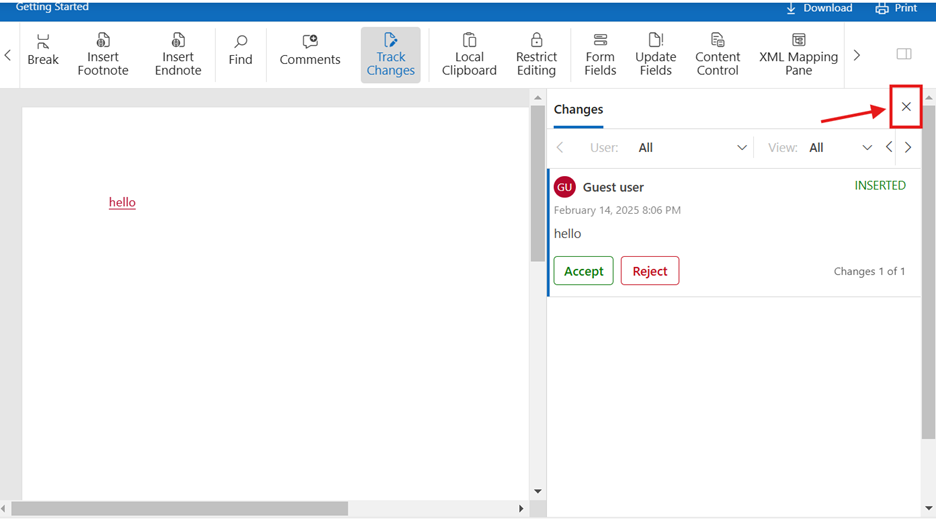 Getting Started
Download
Print
Break
Insert
Footnote
Insert
Endnote
Find
Comments
Track
Changes
Local
Clipboard
Restrict
Editing
Form
Fields
Update
Fields
Content
Control
XML Mapping
Pane
Changes
User: All
View: All
hello
GU Guest user
INSERTED
February 14, 2025 8:06 PM
hello
Accept
Reject
Changes 1 of 1